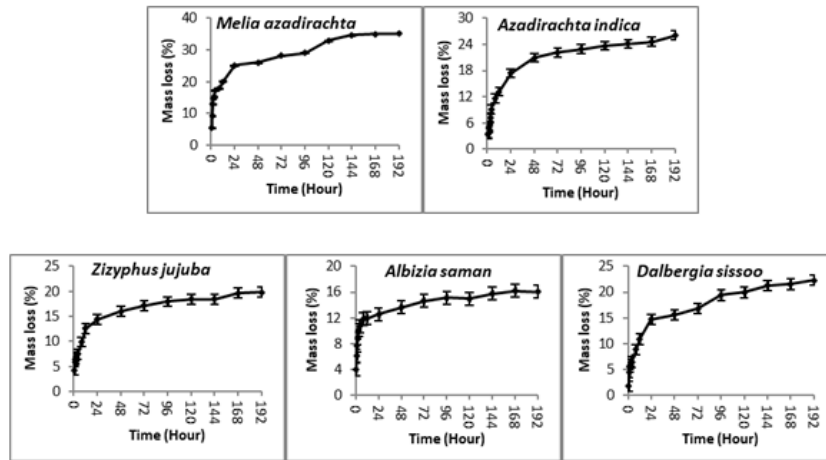 Melia azadirachta
Mass loss (%)
40
30
20
10
0
0 24 48 72 96 120 144 168 192
Time (Hour)
Azadirachta indica
Mass loss (%)
30
24
18
12
6
0
0 24 48 72 96 120 144 168 192
Time (Hour)
Zizyphus jujuba
Mass loss (%)
25
20
15
10
5
0
0 24 48 72 96 120 144 168 192
Time (Hour)
Albizia saman
Mass loss (%)
20
16
12
8
4
0
0 24 48 72 96 120 144 168 192
Time (Hour)
Dalbergia sissoo
Mass loss (%)
25
20
15
10
5
0
0 24 48 72 96 120 144 168 192
Time (Hour)